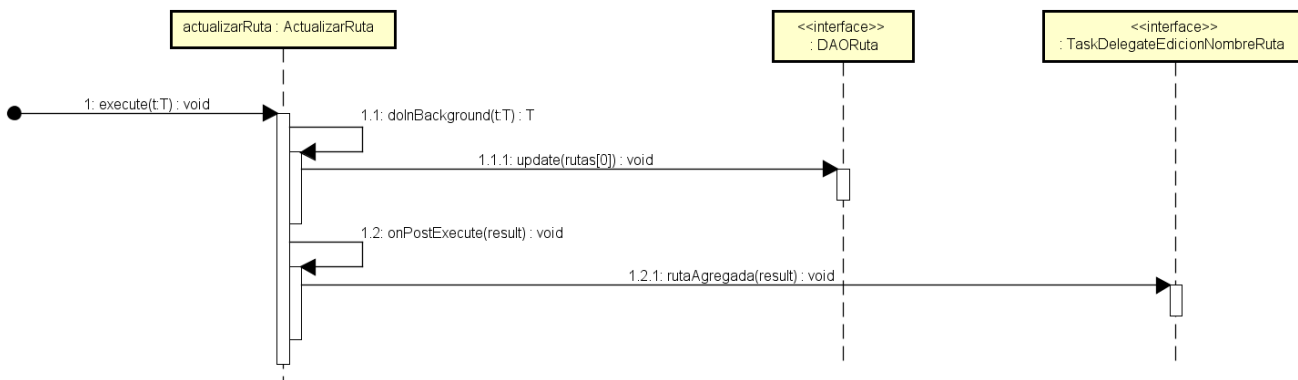 actualizarRuta : ActualizarRuta
<<interface>>
: DAORuta
<<interface>>
: TaskDelegateEdicionNombreRuta
1: execute(t:T) : void
1.1: doInBackground(t:T) : T
1.1.1: update(rutas[0]) : void
1.2: onPostExecute(result) : void
1.2.1: rutaAgregada(result) : void